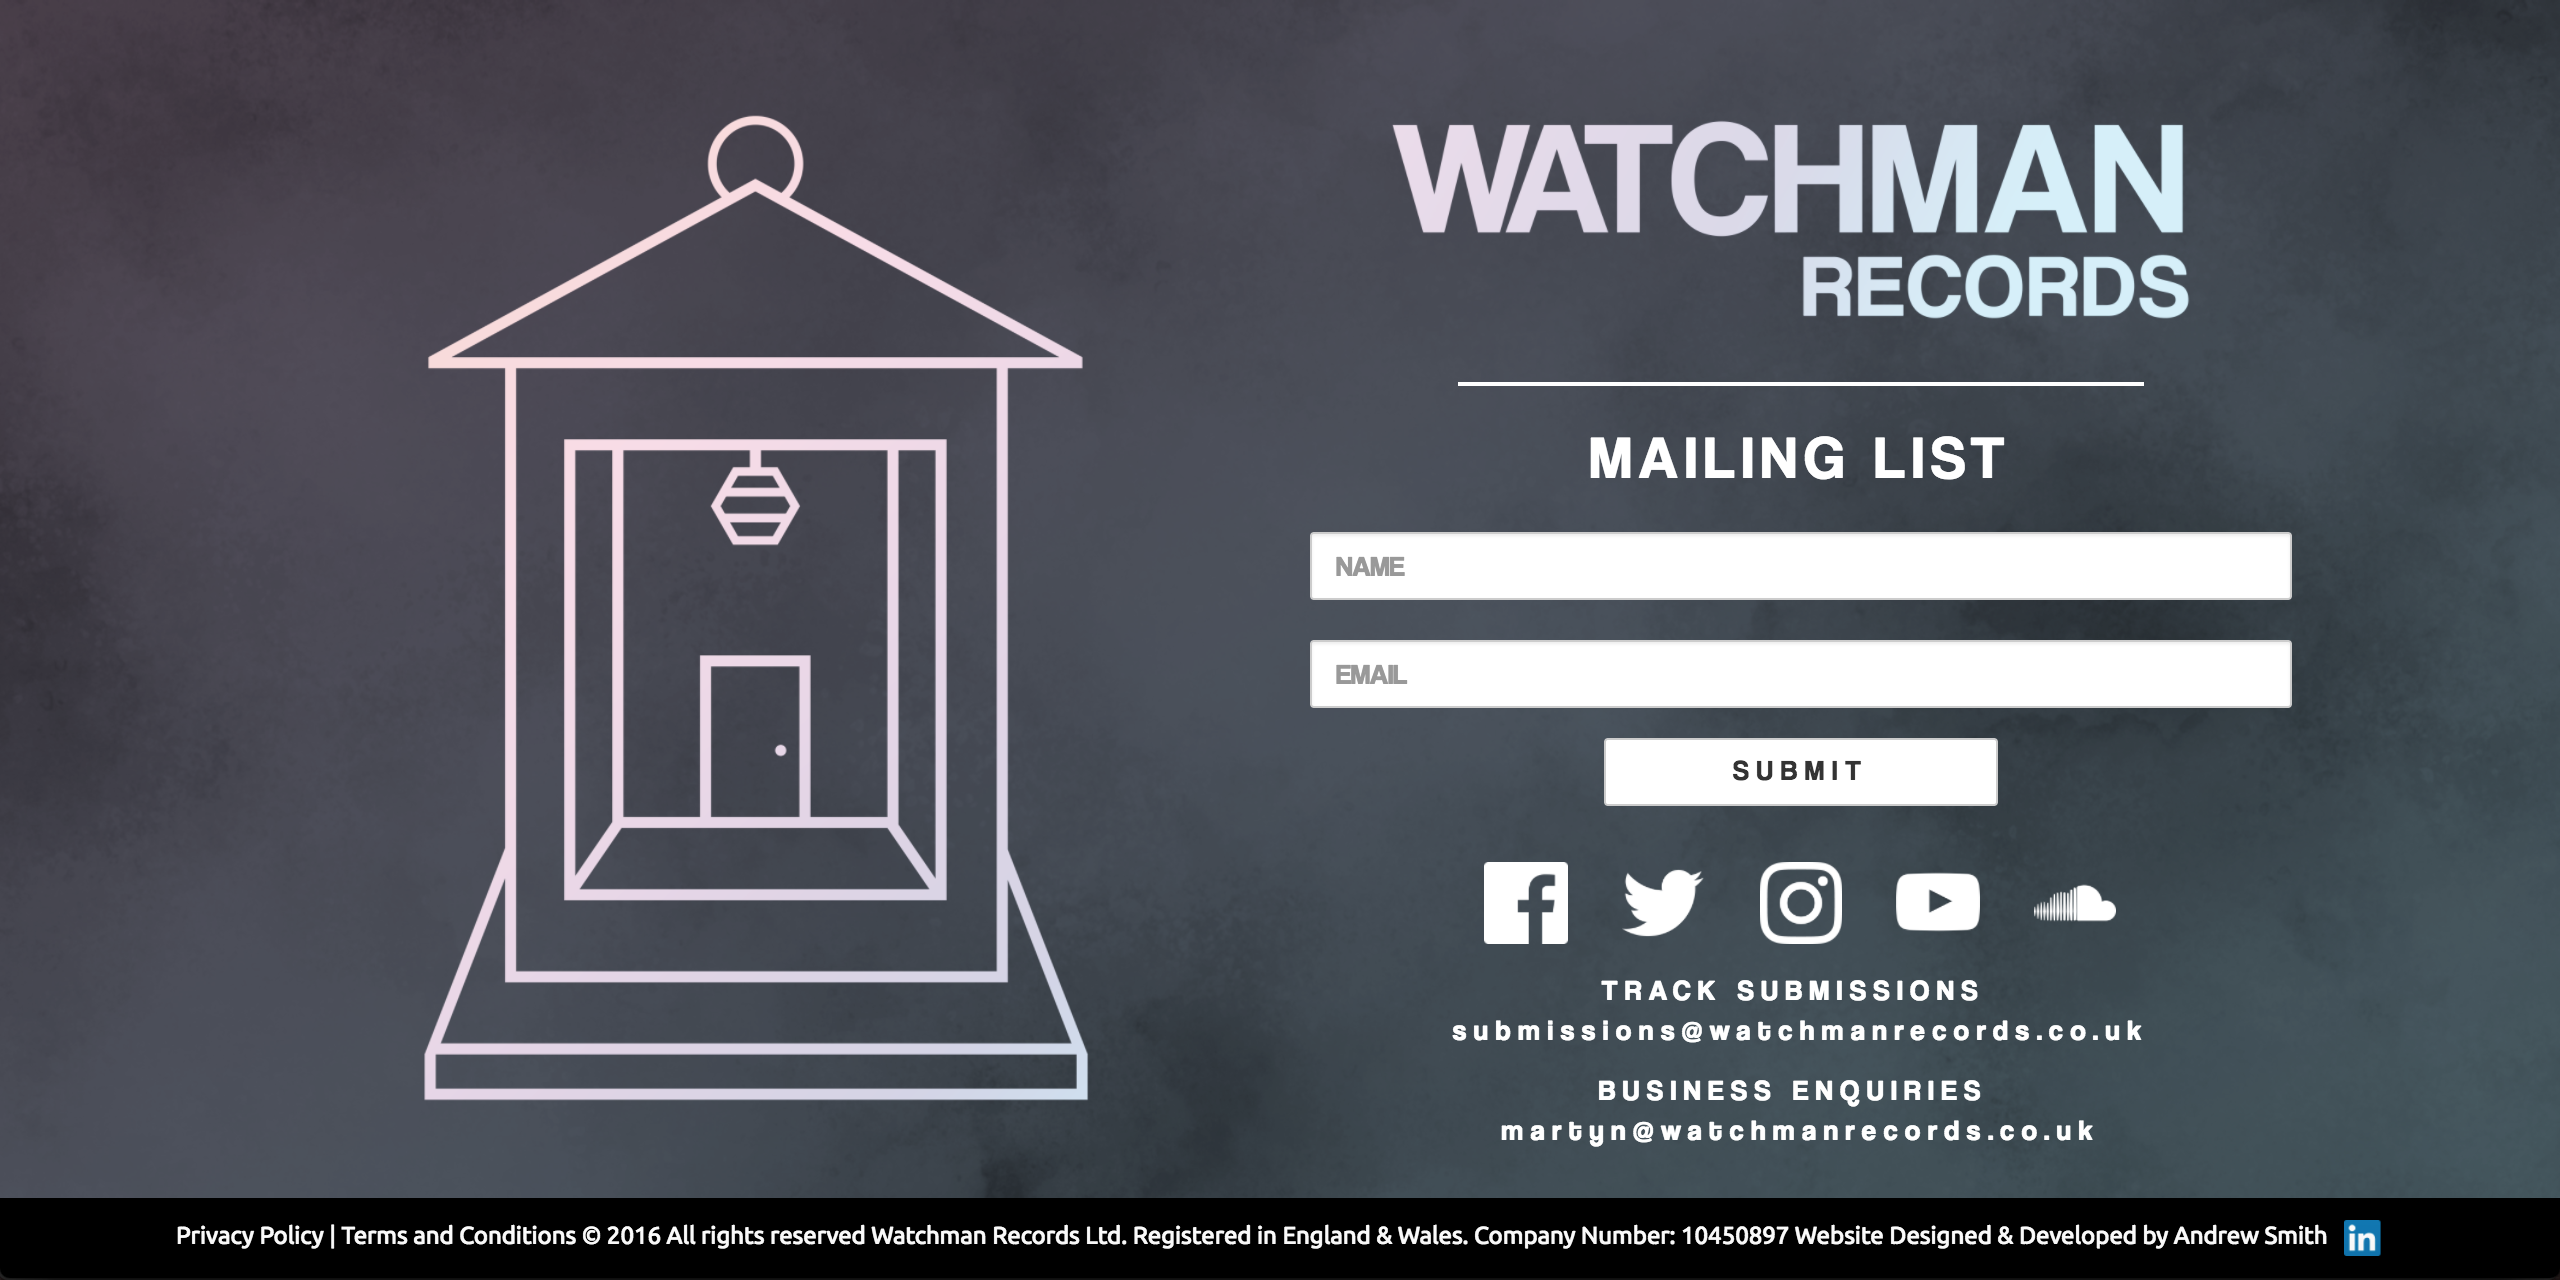 WATCHMAN
RECORDS
MAILING LIST
NAME
EMAIL
SUBMIT
TRACK SUBMISSIONS
submissions@watchmanrecords.co.uk
BUSINESS ENQUIRIES
martyn@watchmanrecords.co.uk
Privacy Policy | Terms and Conditions © 2016 All rights reserved Watchman Records Ltd. Registered in England & Wales. Company Number: 10450897 Website Designed & Developed by Andrew Smith in